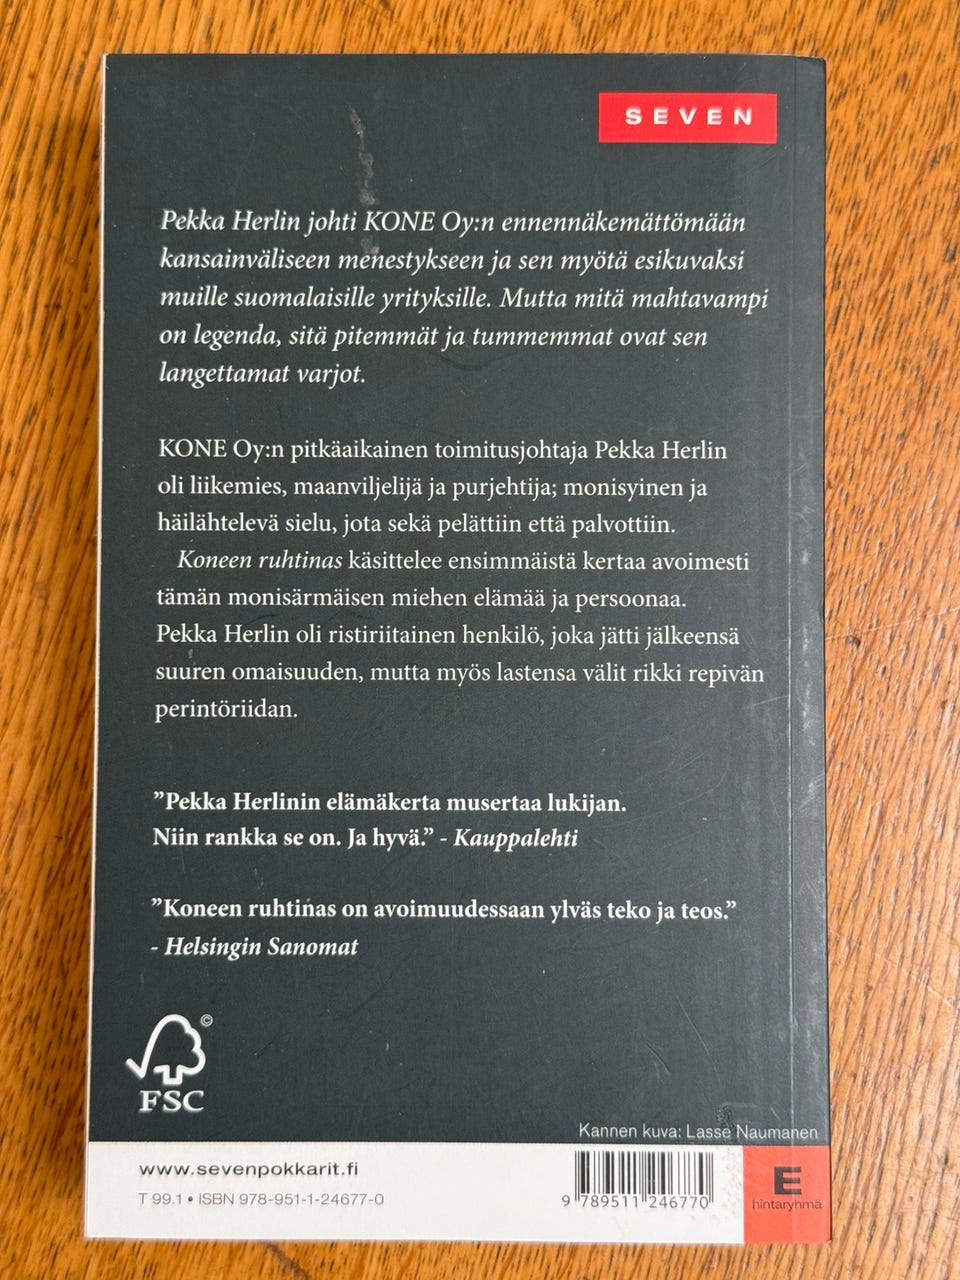 SEVEN
Pekka Herlin johti KONE Oy:n ennennäkemättömään
kansainväliseen menestykseen ja sen myötä esikuvaksi
muille suomalaisille yrityksille. Mutta mitä mahtavampi
on legenda, sitä pitemmät ja tummemmat ovat sen
langettamat varjot.
KONE Oy:n pitkäaikainen toimitusjohtaja Pekka Herlin
oli liikemies, maanviljelijä ja purjehtija; monisyinen ja
häilähtelevä sielu, jota sekä pelättiin että palvottiin.
Koneen ruhtinas käsittelee ensimmäistä kertaa avoimesti
tämän monisärmäisen miehen elämää ja persoonaa.
Pekka Herlin oli ristiriitainen henkilö, joka jätti jälkeensä
suuren omaisuuden, mutta myös lastensa välit rikki repivän
perintöriidan.
”Pekka Herlinin elämäkerta musertaa lukijan.
Niin rankka se on. Ja hyvä.” - Kauppalehti
”Koneen ruhtinas on avoimuudessaan ylväs teko ja teos.”
- Helsingin Sanomat
©
FSC
Kannen kuva: Lasse Naumanen
www.sevenpokkarit.fi
T 99.1 • ISBN 978-951-1-24677-0
9 789511 246770
E
hintaryhmä